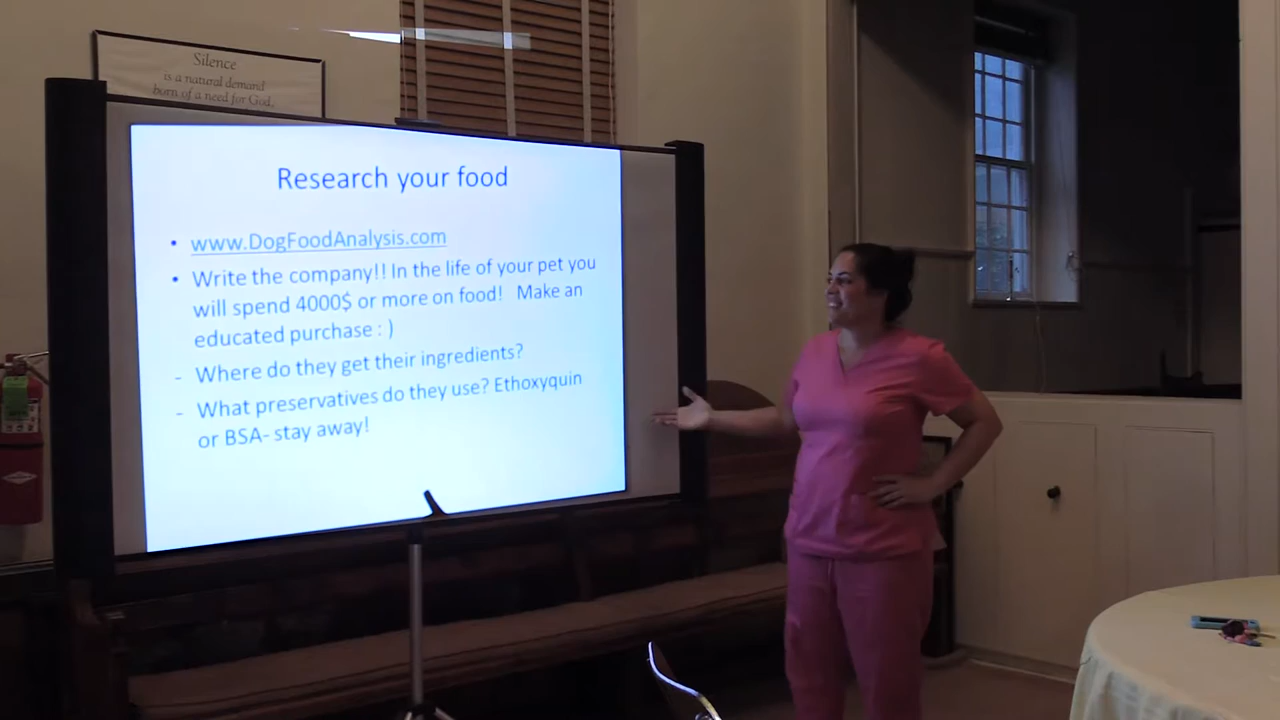 Silence
is a natural demand
born of a need for God,
Research your food
• www.DogFoodAnalysis.com
• Write the company!! In the life of your pet you
will spend 4000$ or more on food! Make an
educated purchase : )
- Where do they get their ingredients?
- What preservatives do they use? Ethoxyquin
or BSA- stay away!